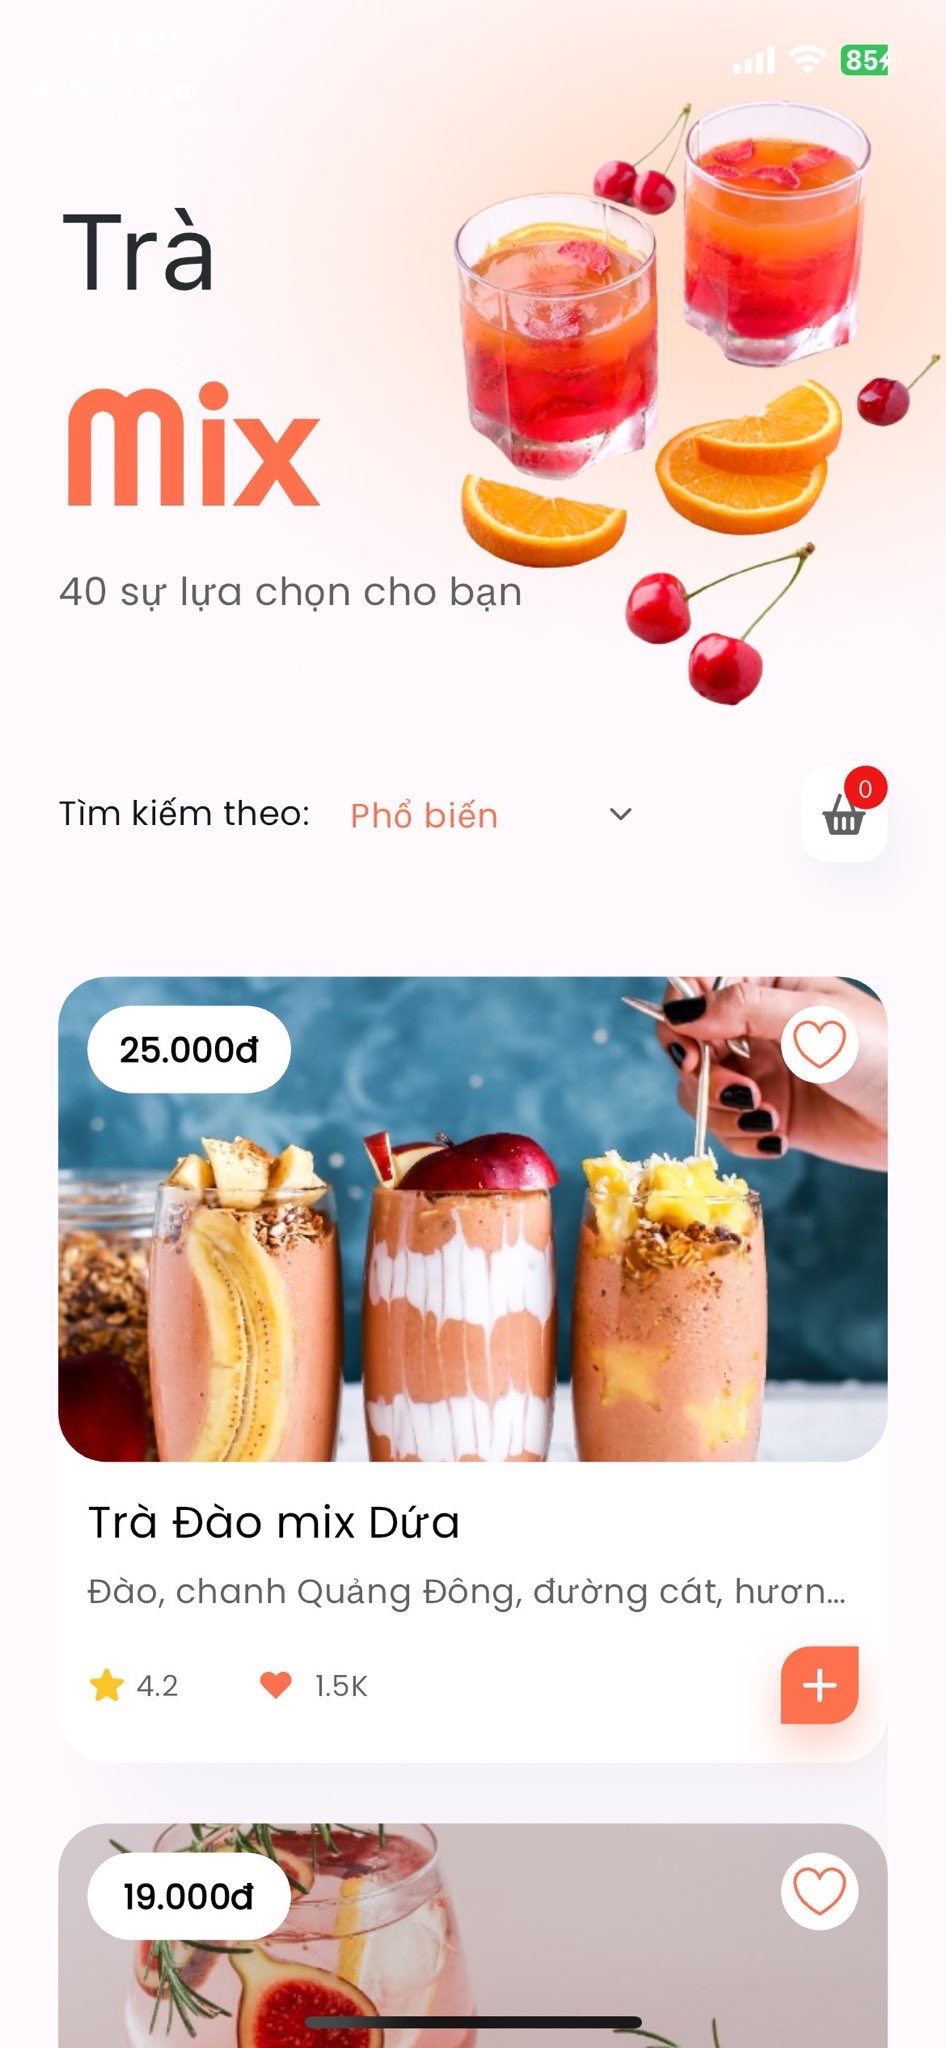 00:48
Messenger
85
Trà
Mix
40 sự lựa chọn cho bạn
Tìm kiếm theo: Phổ biến
0
25.000đ
Trà Đào mix Dứa
Đào, chanh Quảng Đông, đường cát, hươn...
4.2 1.5K
19.000đ